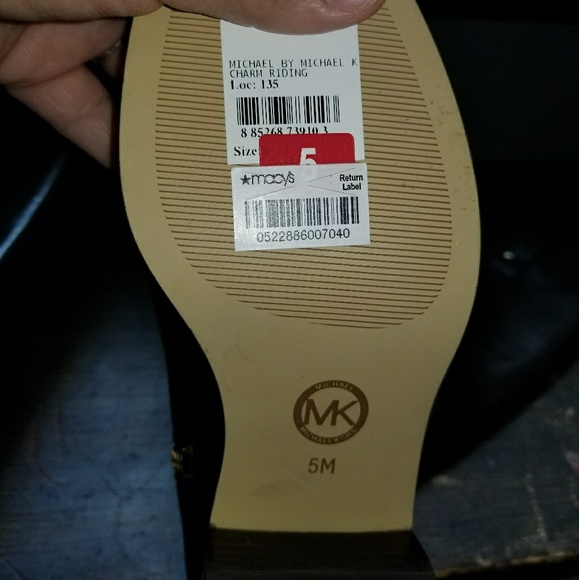 MICHAEL BY MICHAEL K
CHARM RIDING
Loc: 135
8 85268 73910 3
Size:
5
★macy's
Return
Label
0522886007040
MICHAEL
MK
MICHAEL KORS
5M